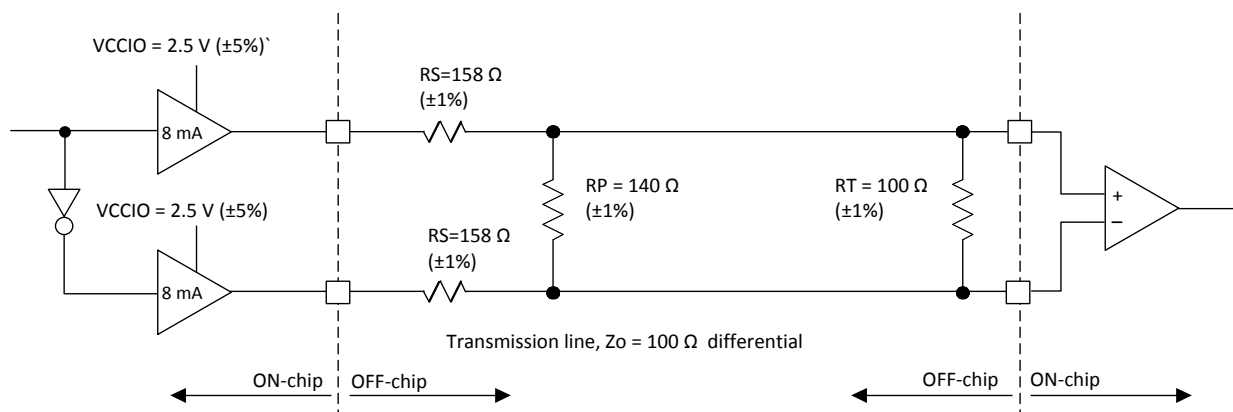 VCCIO = 2.5 V (±5%)`
8 mA
RS=158 Ω
(±1%)
RP = 140 Ω
(±1%)
RT = 100 Ω
(±1%)
+
−
VCCIO = 2.5 V (±5%)
8 mA
RS=158 Ω
(±1%)
Transmission line, Zo = 100 Ω differential
ON-chip
OFF-chip
OFF-chip
ON-chip